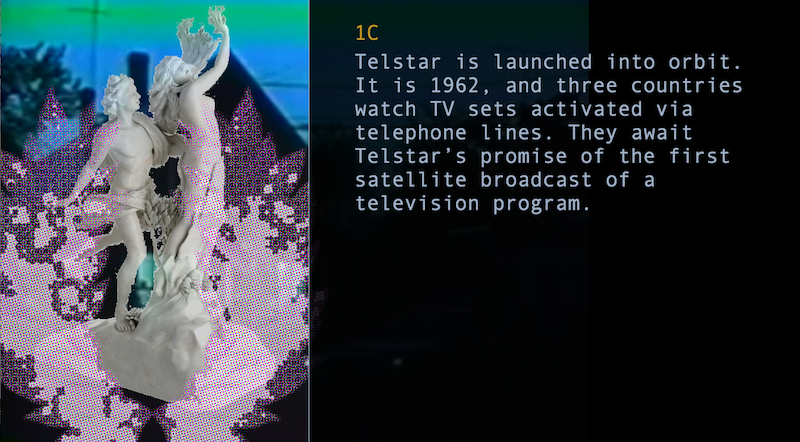 1C
Telstar is launched into orbit.
It is 1962, and three countries
watch TV sets activated via
telephone lines. They await
Telstar’s promise of the first
satellite broadcast of a
television program.